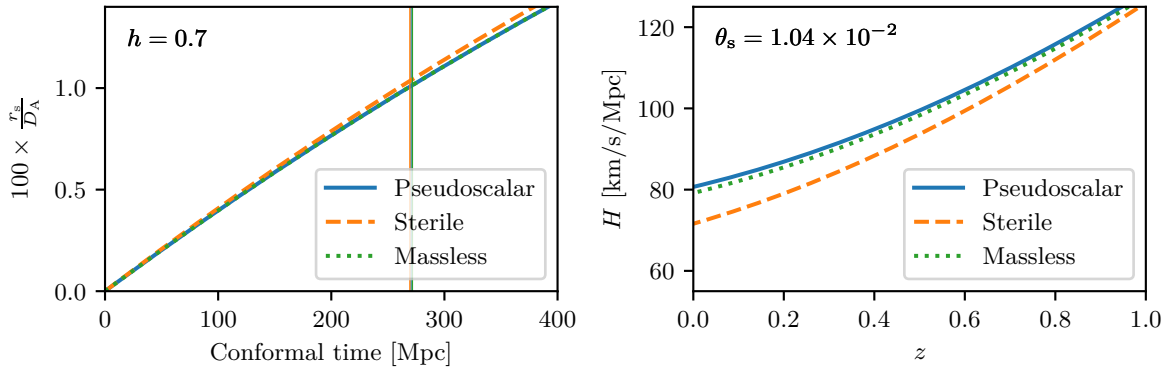 h = 0.7
100 × r_s/D_A
1.0
0.5
0.0
Pseudoscalar
Sterile
Massless
0 100 200 300 400
Conformal time [Mpc]
θ_s = 1.04 × 10^−2
H [km/s/Mpc]
120
100
80
60
Pseudoscalar
Sterile
Massless
0.0 0.2 0.4 0.6 0.8 1.0
z